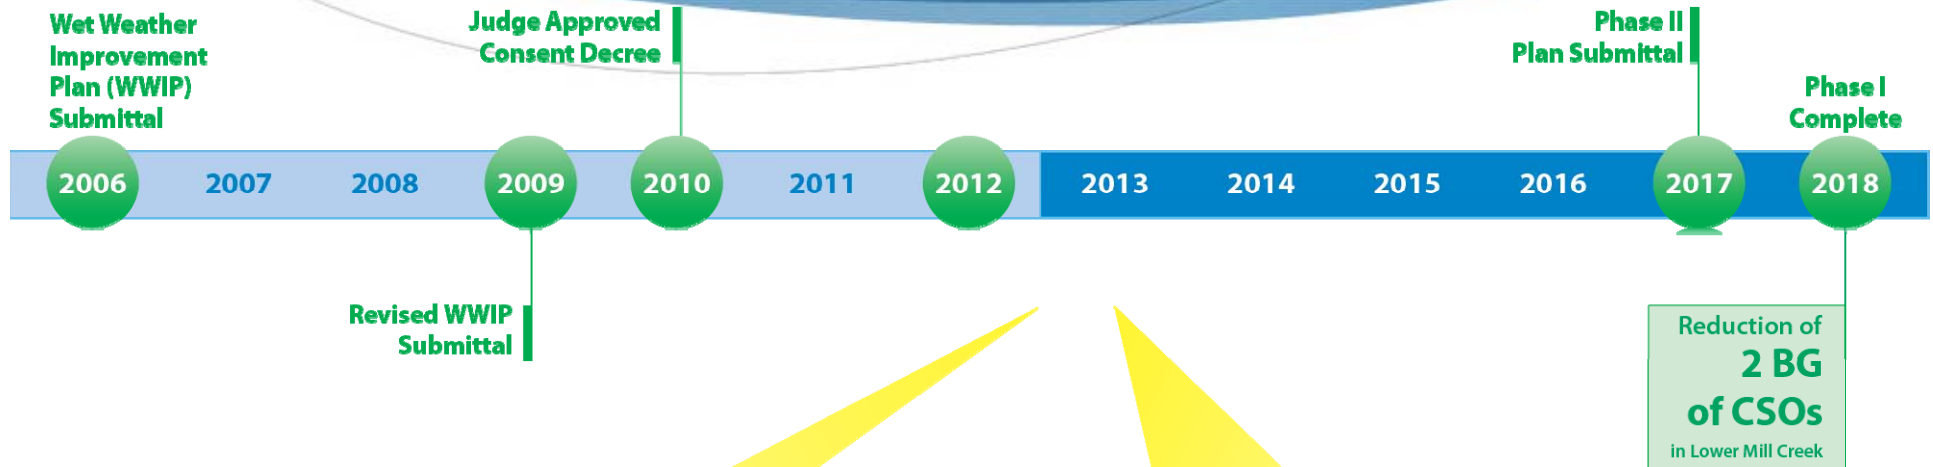 Wet Weather
Improvement
Plan (WWIP)
Submittal
Judge Approved
Consent Decree
Phase II
Plan Submittal
Phase I
Complete
2006 2007 2008 2009 2010 2011 2012 2013 2014 2015 2016 2017 2018
Revised WWIP
Submittal
Reduction of
2 BG
of CSOs
in Lower Mill Creek